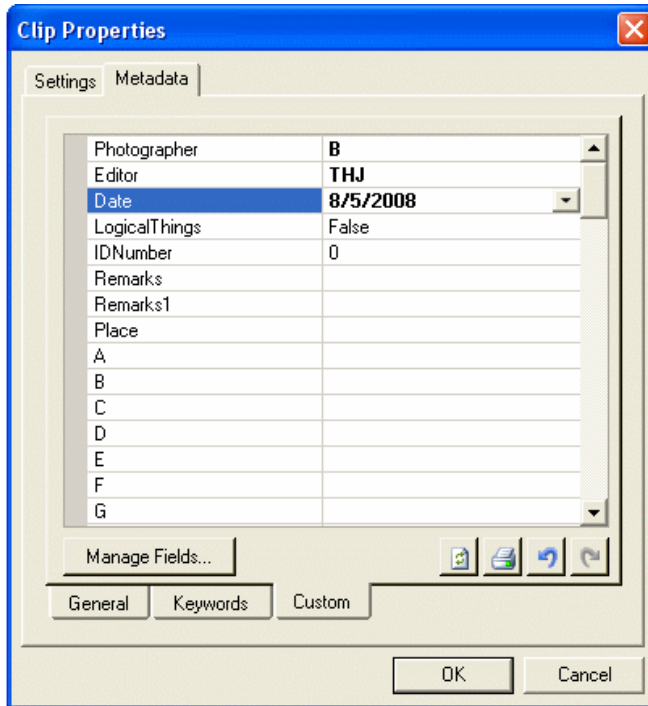 Clip Properties
Settings Metadata
Photographer B
Editor THJ
Date 8/5/2008
LogicalThings False
IDNumber 0
Remarks
Remarks1
Place
A
B
C
D
E
F
G
Manage Fields...
General Keywords Custom
OK Cancel